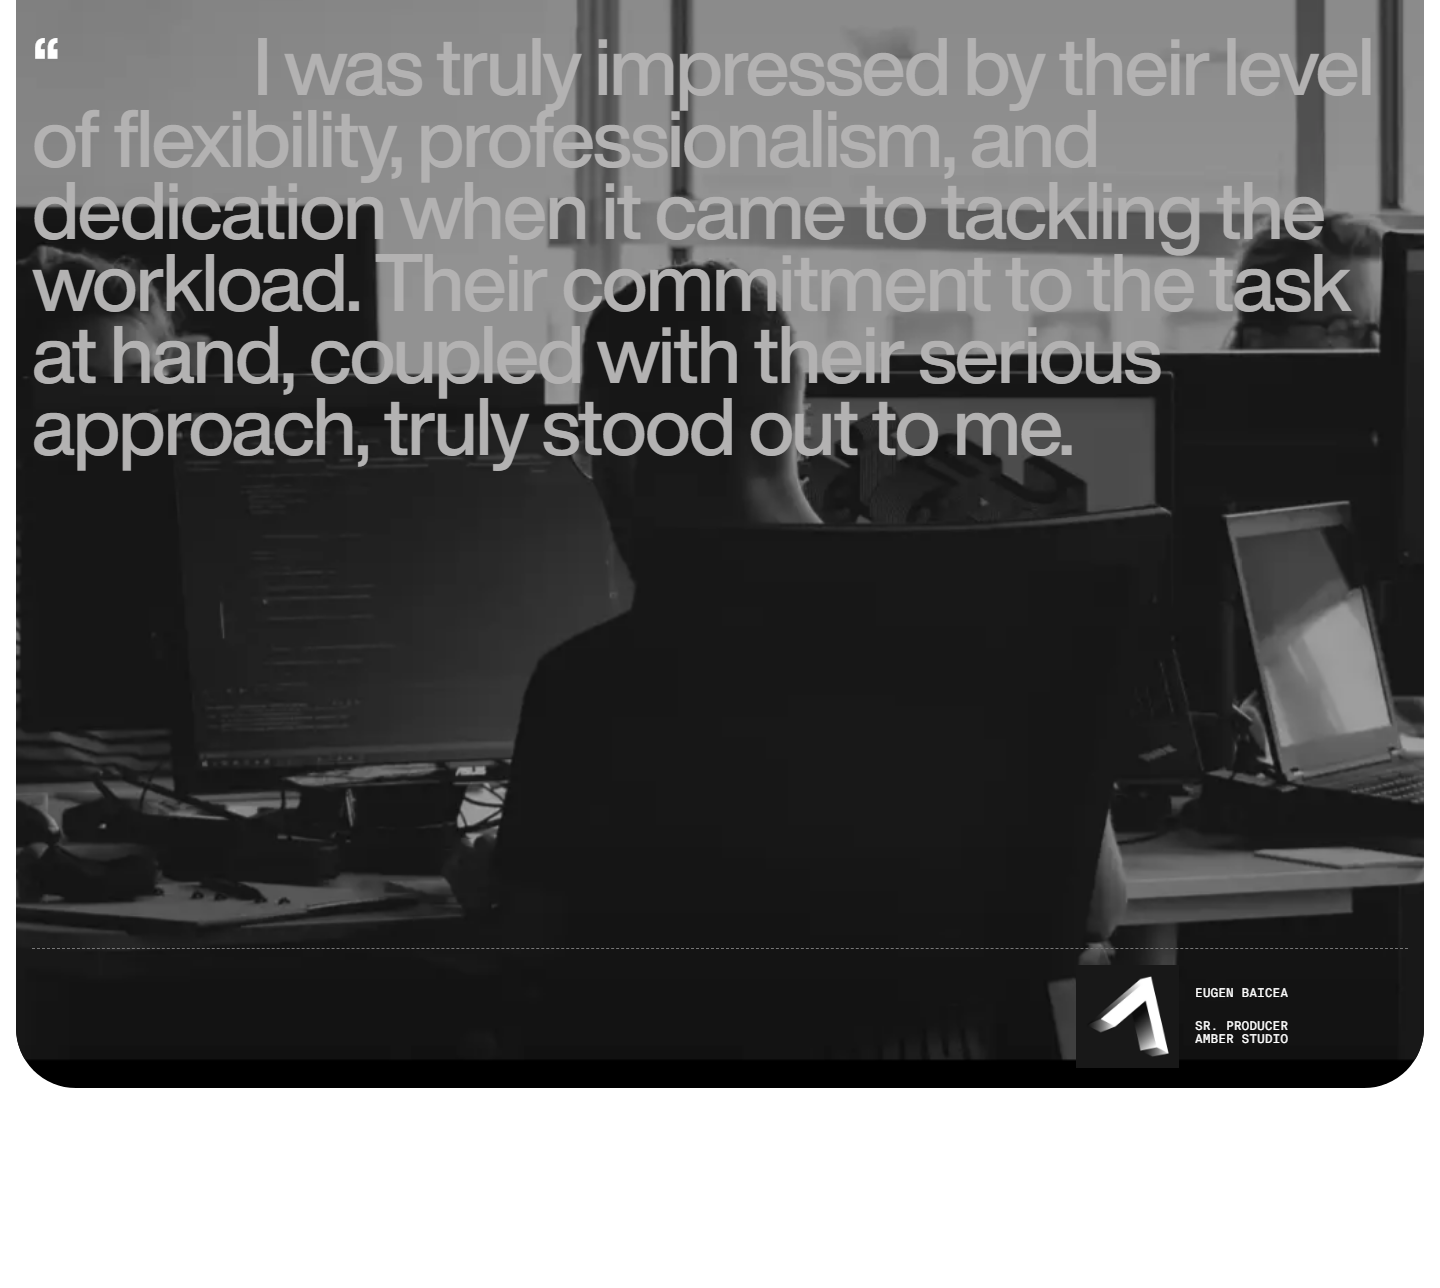 “ I was truly impressed by their level
of flexibility, professionalism, and
dedication when it came to tackling the
workload. Their commitment to the task
at hand, coupled with their serious
approach, truly stood out to me.
ASUS
EUGEN BAICEA
SR. PRODUCER
AMBER STUDIO